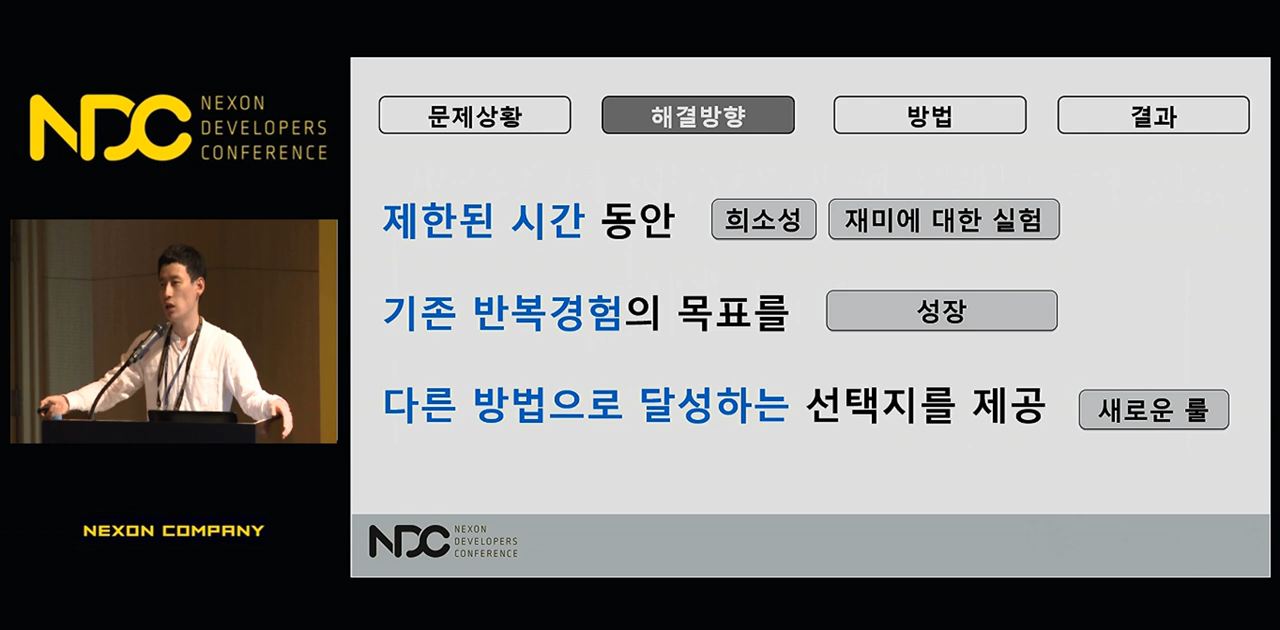 NDC NEXON
DEVELOPERS
CONFERENCE
문제상황
해결방향
방법
결과
제한된 시간 동안
희소성
재미에 대한 실험
기존 반복경험의 목표를
성장
다른 방법으로 달성하는 선택지를 제공
새로운 룰
NEXON COMPANY
NDC NEXON
DEVELOPERS
CONFERENCE